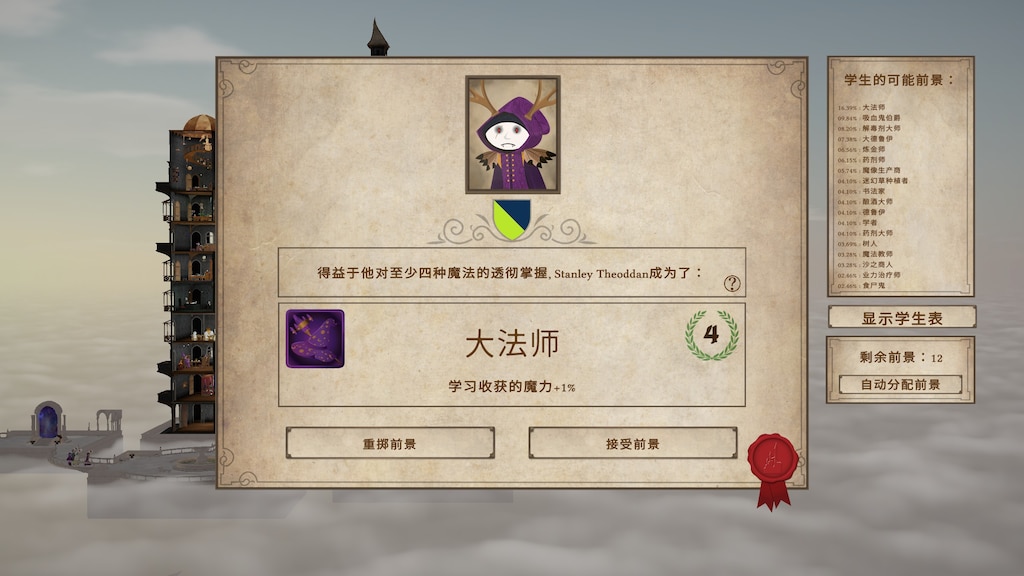 得益于他对至少四种魔法的透彻掌握, Stanley Theoddan成为了：
?
大法师
4
学习收获的魔力+1%
重掷前景
接受前景
学生的可能前景：
大法师
09.84% : 吸血鬼伯爵
08.20% : 解毒剂大师
07.38% : 大德鲁伊
06.56% : 炼金师
06.15% : 药剂师
05.74% : 魔像生产商
04.10% : 迷幻草种植者
04.10% : 书法家
04.10% : 酿酒大师
04.10% : 德鲁伊
04.10% : 学者
04.10% : 药剂大师
03.69% : 树人
03.28% : 魔法教师
03.28% : 沙之商人
02.46% : 业力治疗师
02.46% : 食尸鬼
显示学生表
剩余前景：12
自动分配前景